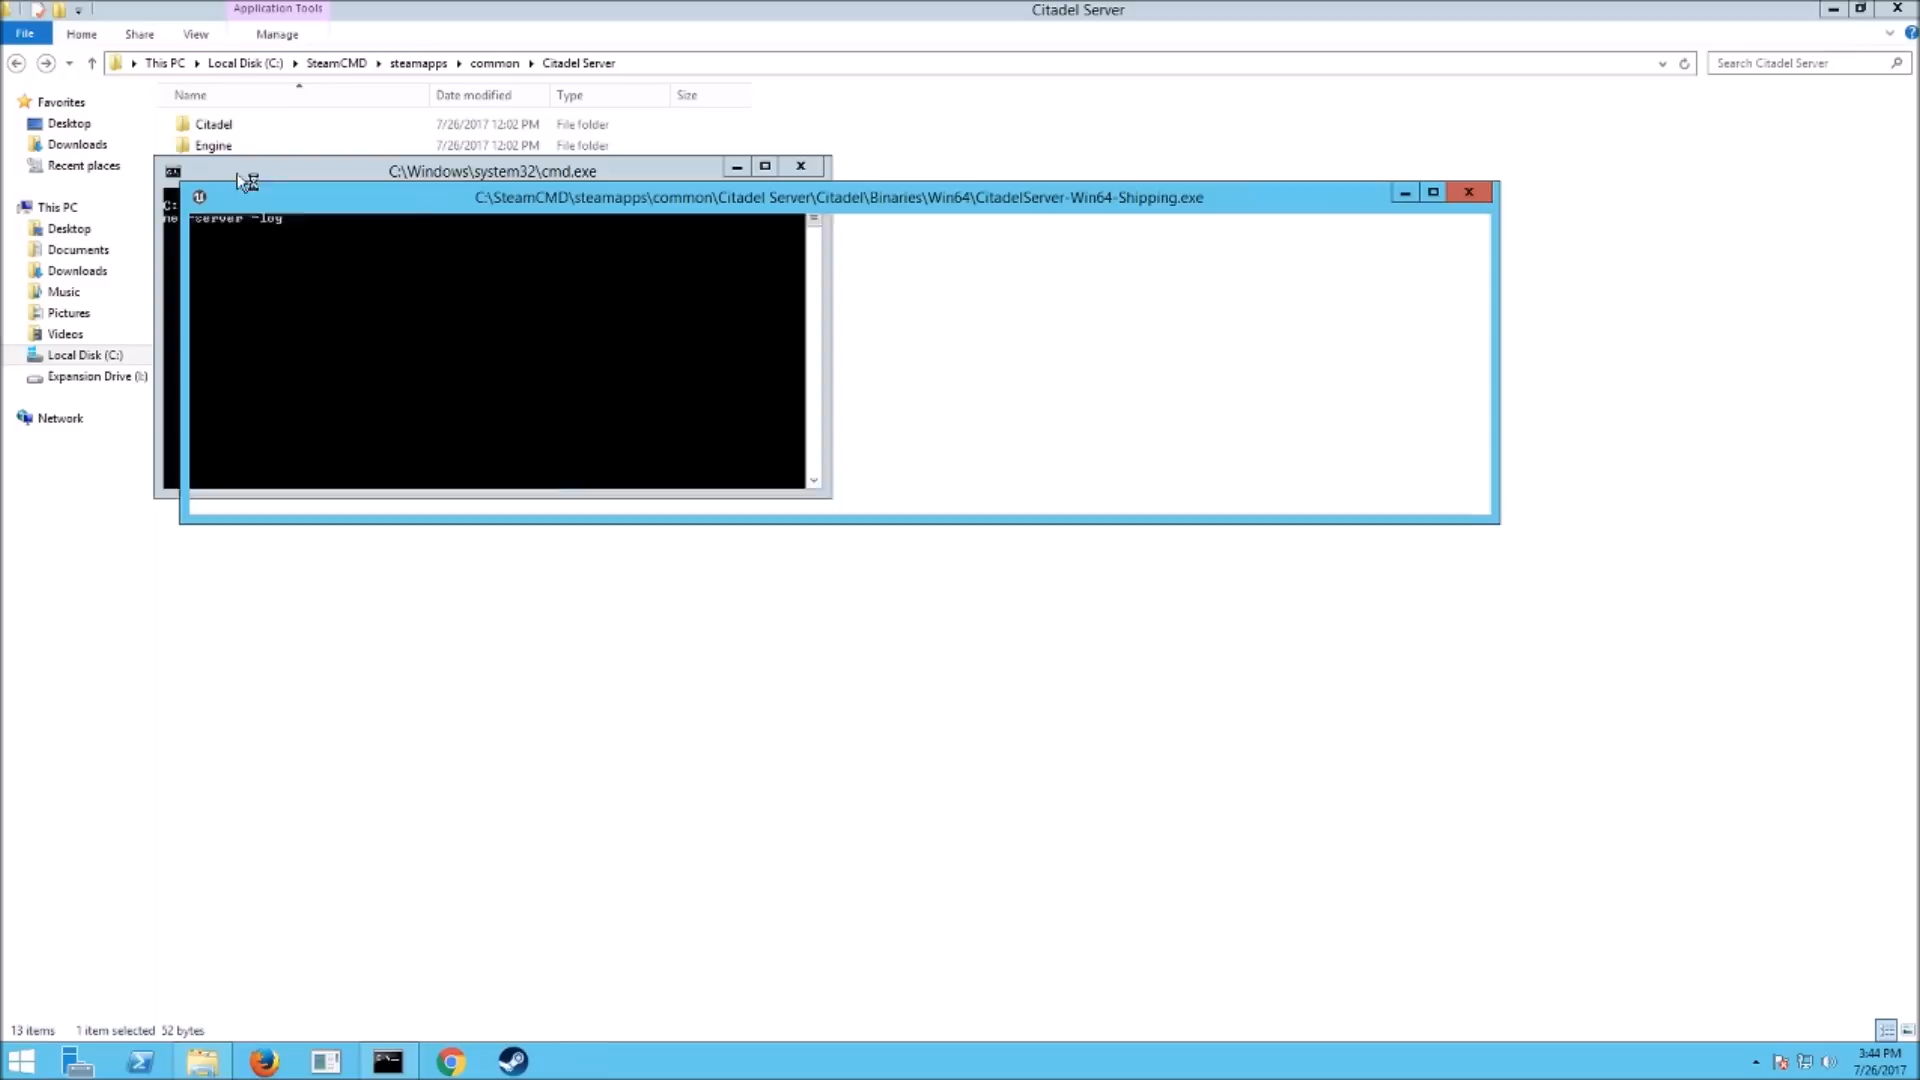 Application Tools
Citadel Server
File Home Share View Manage
This PC Local Disk (C:) SteamCMD steamapps common Citadel Server
Search Citadel Server
Name Date modified Type Size
Favorites
Desktop
Downloads
Recent places
This PC
Desktop
Documents
Downloads
Music
Pictures
Videos
Local Disk (C:)
Expansion Drive (I:)
Network
Citadel 7/26/2017 12:02 PM File folder
Engine 7/26/2017 12:02 PM File folder
C:\Windows\system32\cmd.exe
C:\SteamCMD\steamapps\common\Citadel Server\Citadel\Binaries\Win64\CitadelServer-Win64-Shipping.exe
C:
ne -server -log
13 items 1 item selected 52 bytes
3:44 PM
7/26/2017